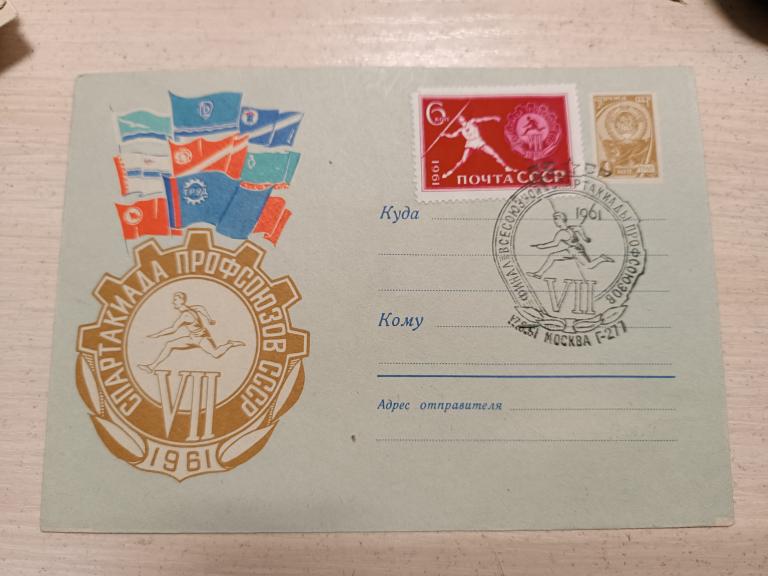 ТРУД
СПАРТАКИАДА ПРОФСОЮЗОВ СССР
VII
1961
6
КОП
1961
ПОЧТА СССР
Куда
Кому
Адрес отправителя
1961
ФИНАЛ ВСЕСОЮЗНОЙ СПАРТАКИАДЫ ПРОФСОЮЗОВ
VII
МОСКВА Г-277